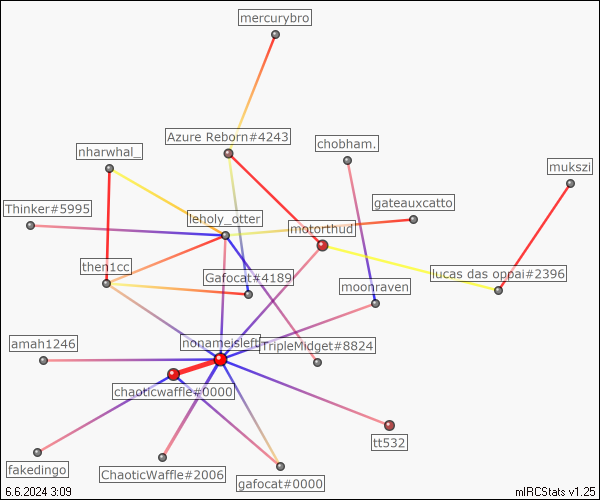 mercurybro
Azure Reborn#4243
chobham.
nharwhal_
mukszi
Thinker#5995
gateauxcatto
leholy_otter
motorthud
then1cc
Gafocat#4189
lucas das oppai#2396
moonraven
amah1246
nonameisleft
TripleMidget#8824
chaoticwaffle#0000
tt532
fakedingo
ChaoticWaffle#2006
gafocat#0000
6.6.2024 3:09
mIRCStats v1.25